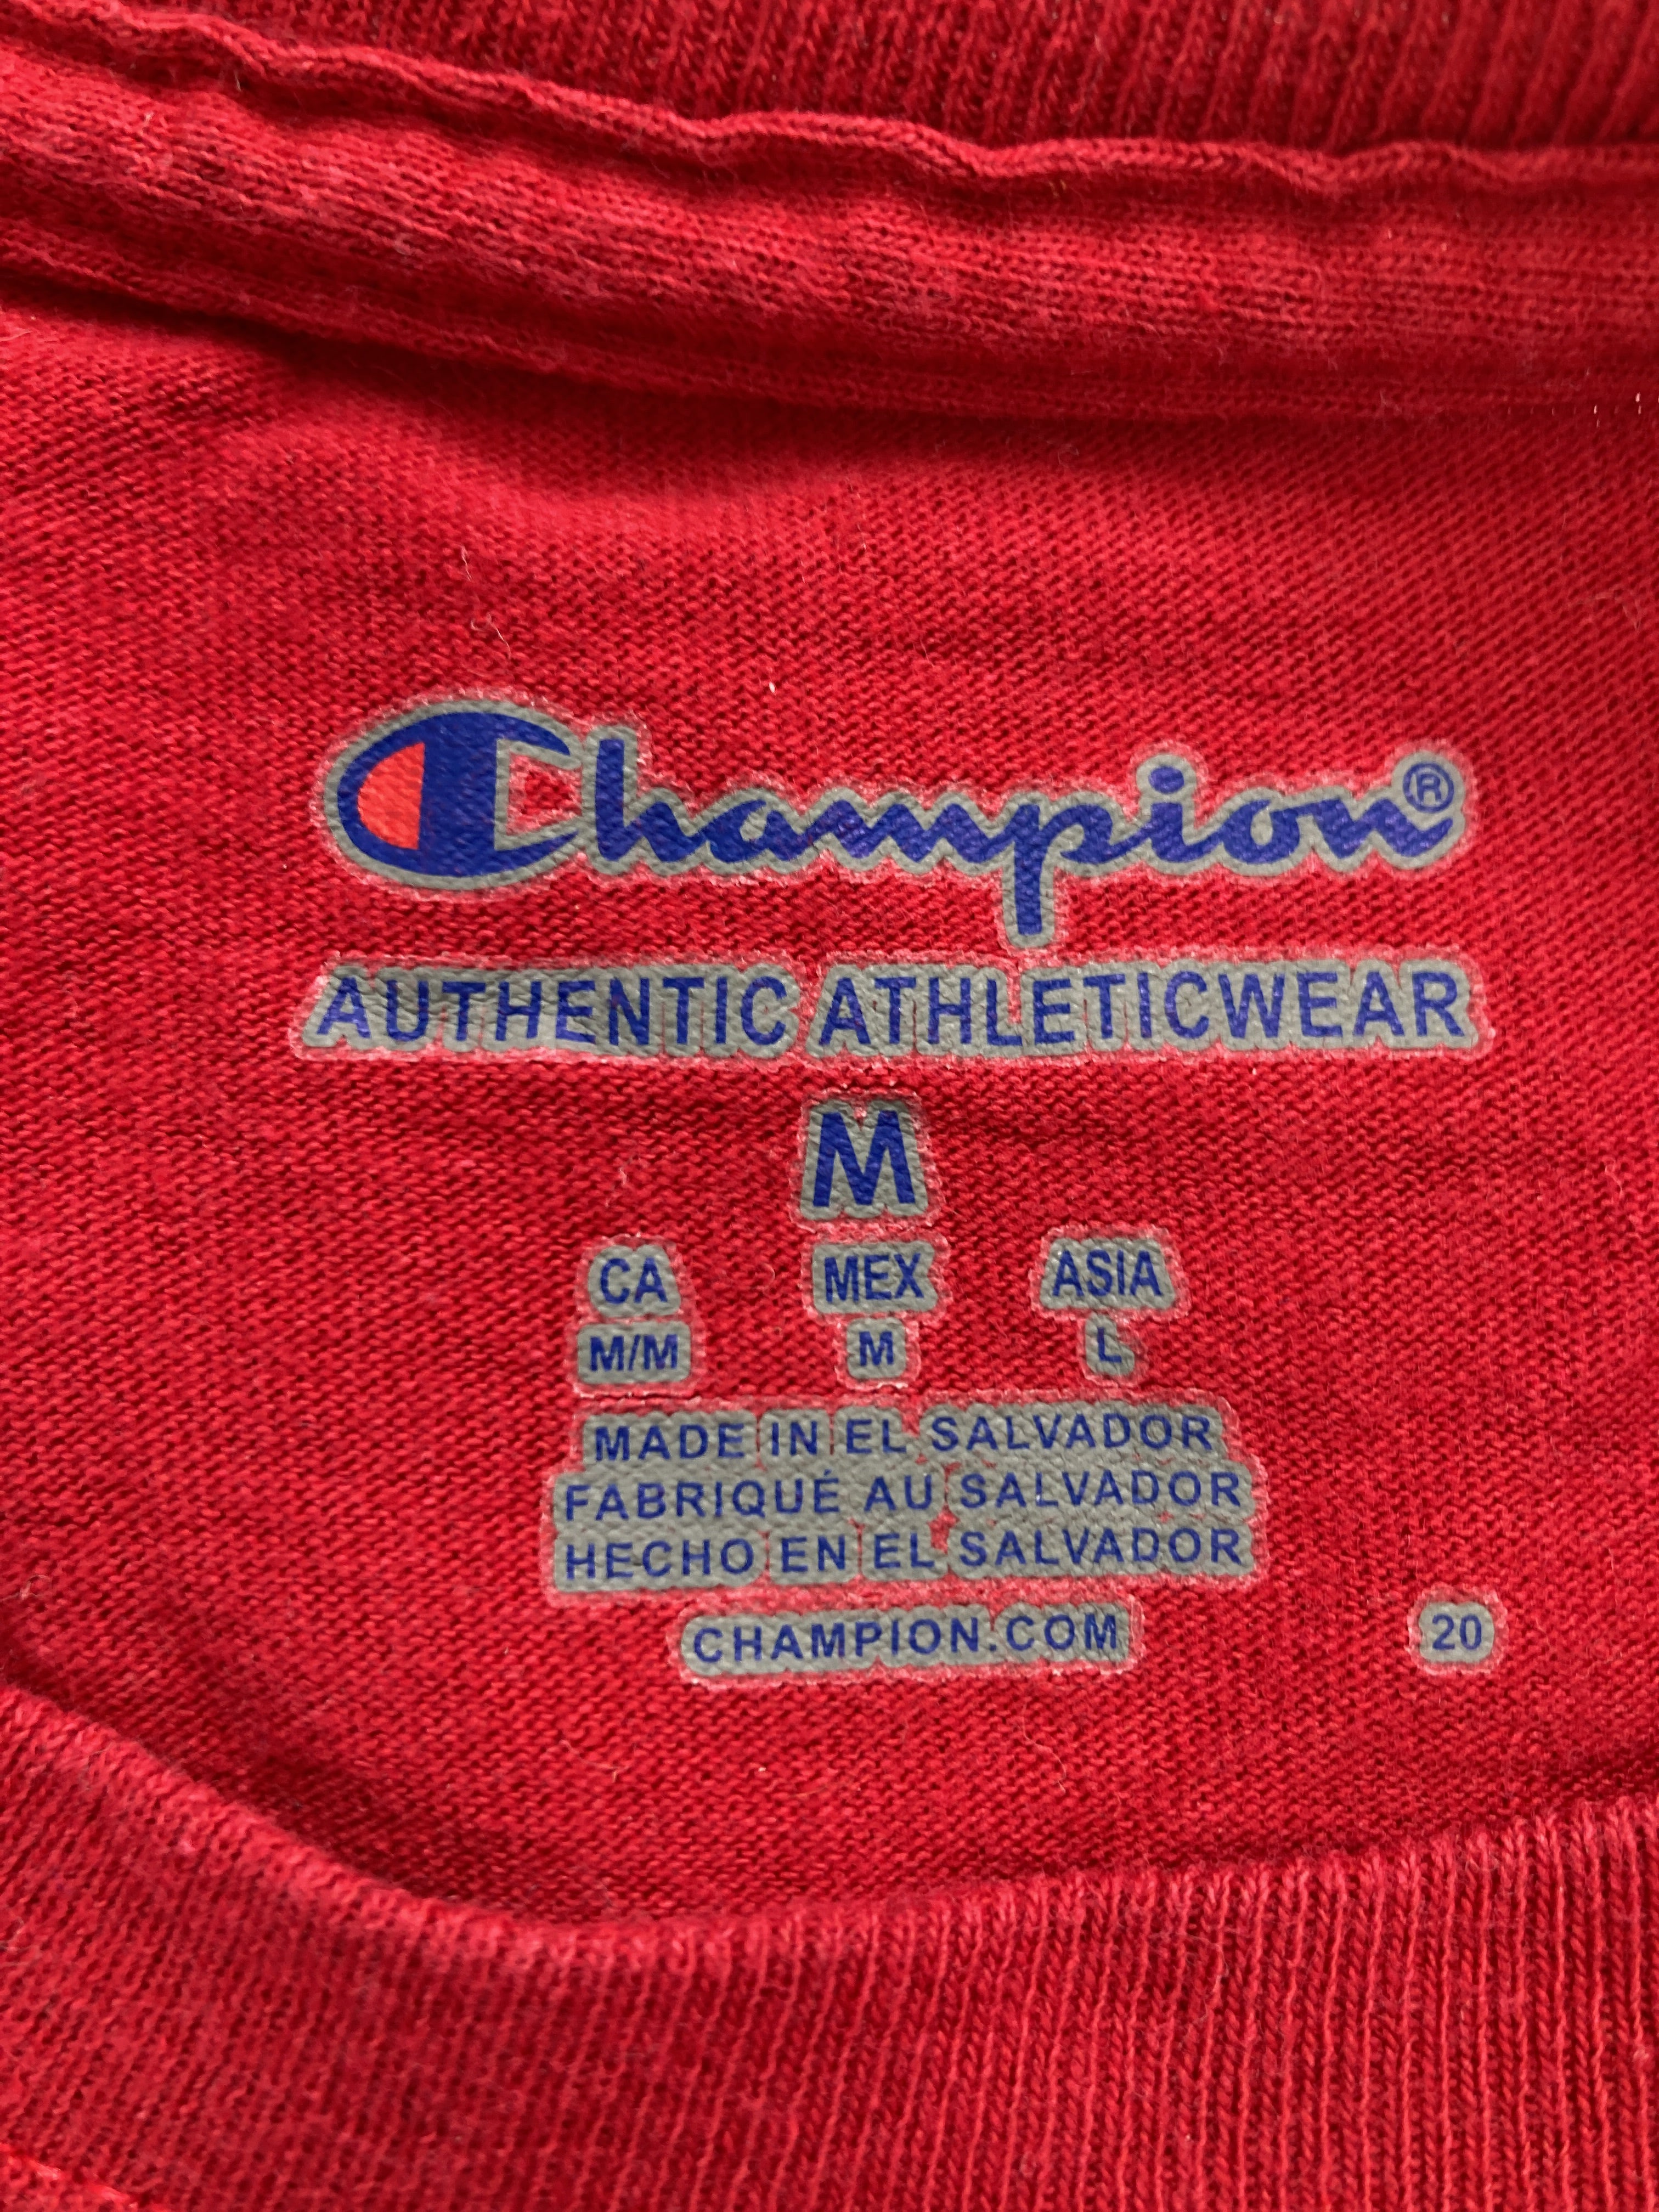 Champion®
AUTHENTIC ATHLETICWEAR
M
CA MEX ASIA
M/M M L
MADE IN EL SALVADOR
FABRIQUÉ AU SALVADOR
HECHO EN EL SALVADOR
CHAMPION.COM 20